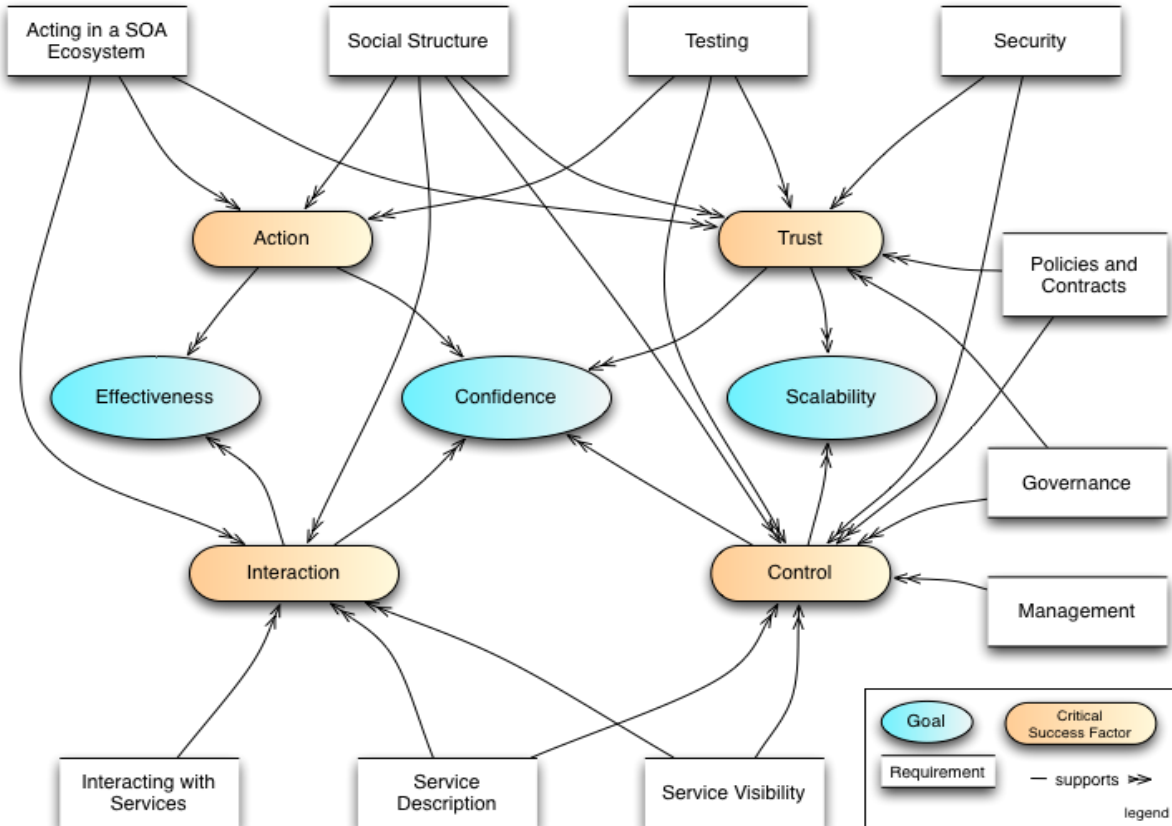 Acting in a SOA
Ecosystem
Social Structure
Testing
Security
Action
Trust
Policies and
Contracts
Effectiveness
Confidence
Scalability
Governance
Interaction
Control
Management
Goal
Critical
Success Factor
Requirement
supports
legend
Interacting with
Services
Service
Description
Service Visibility